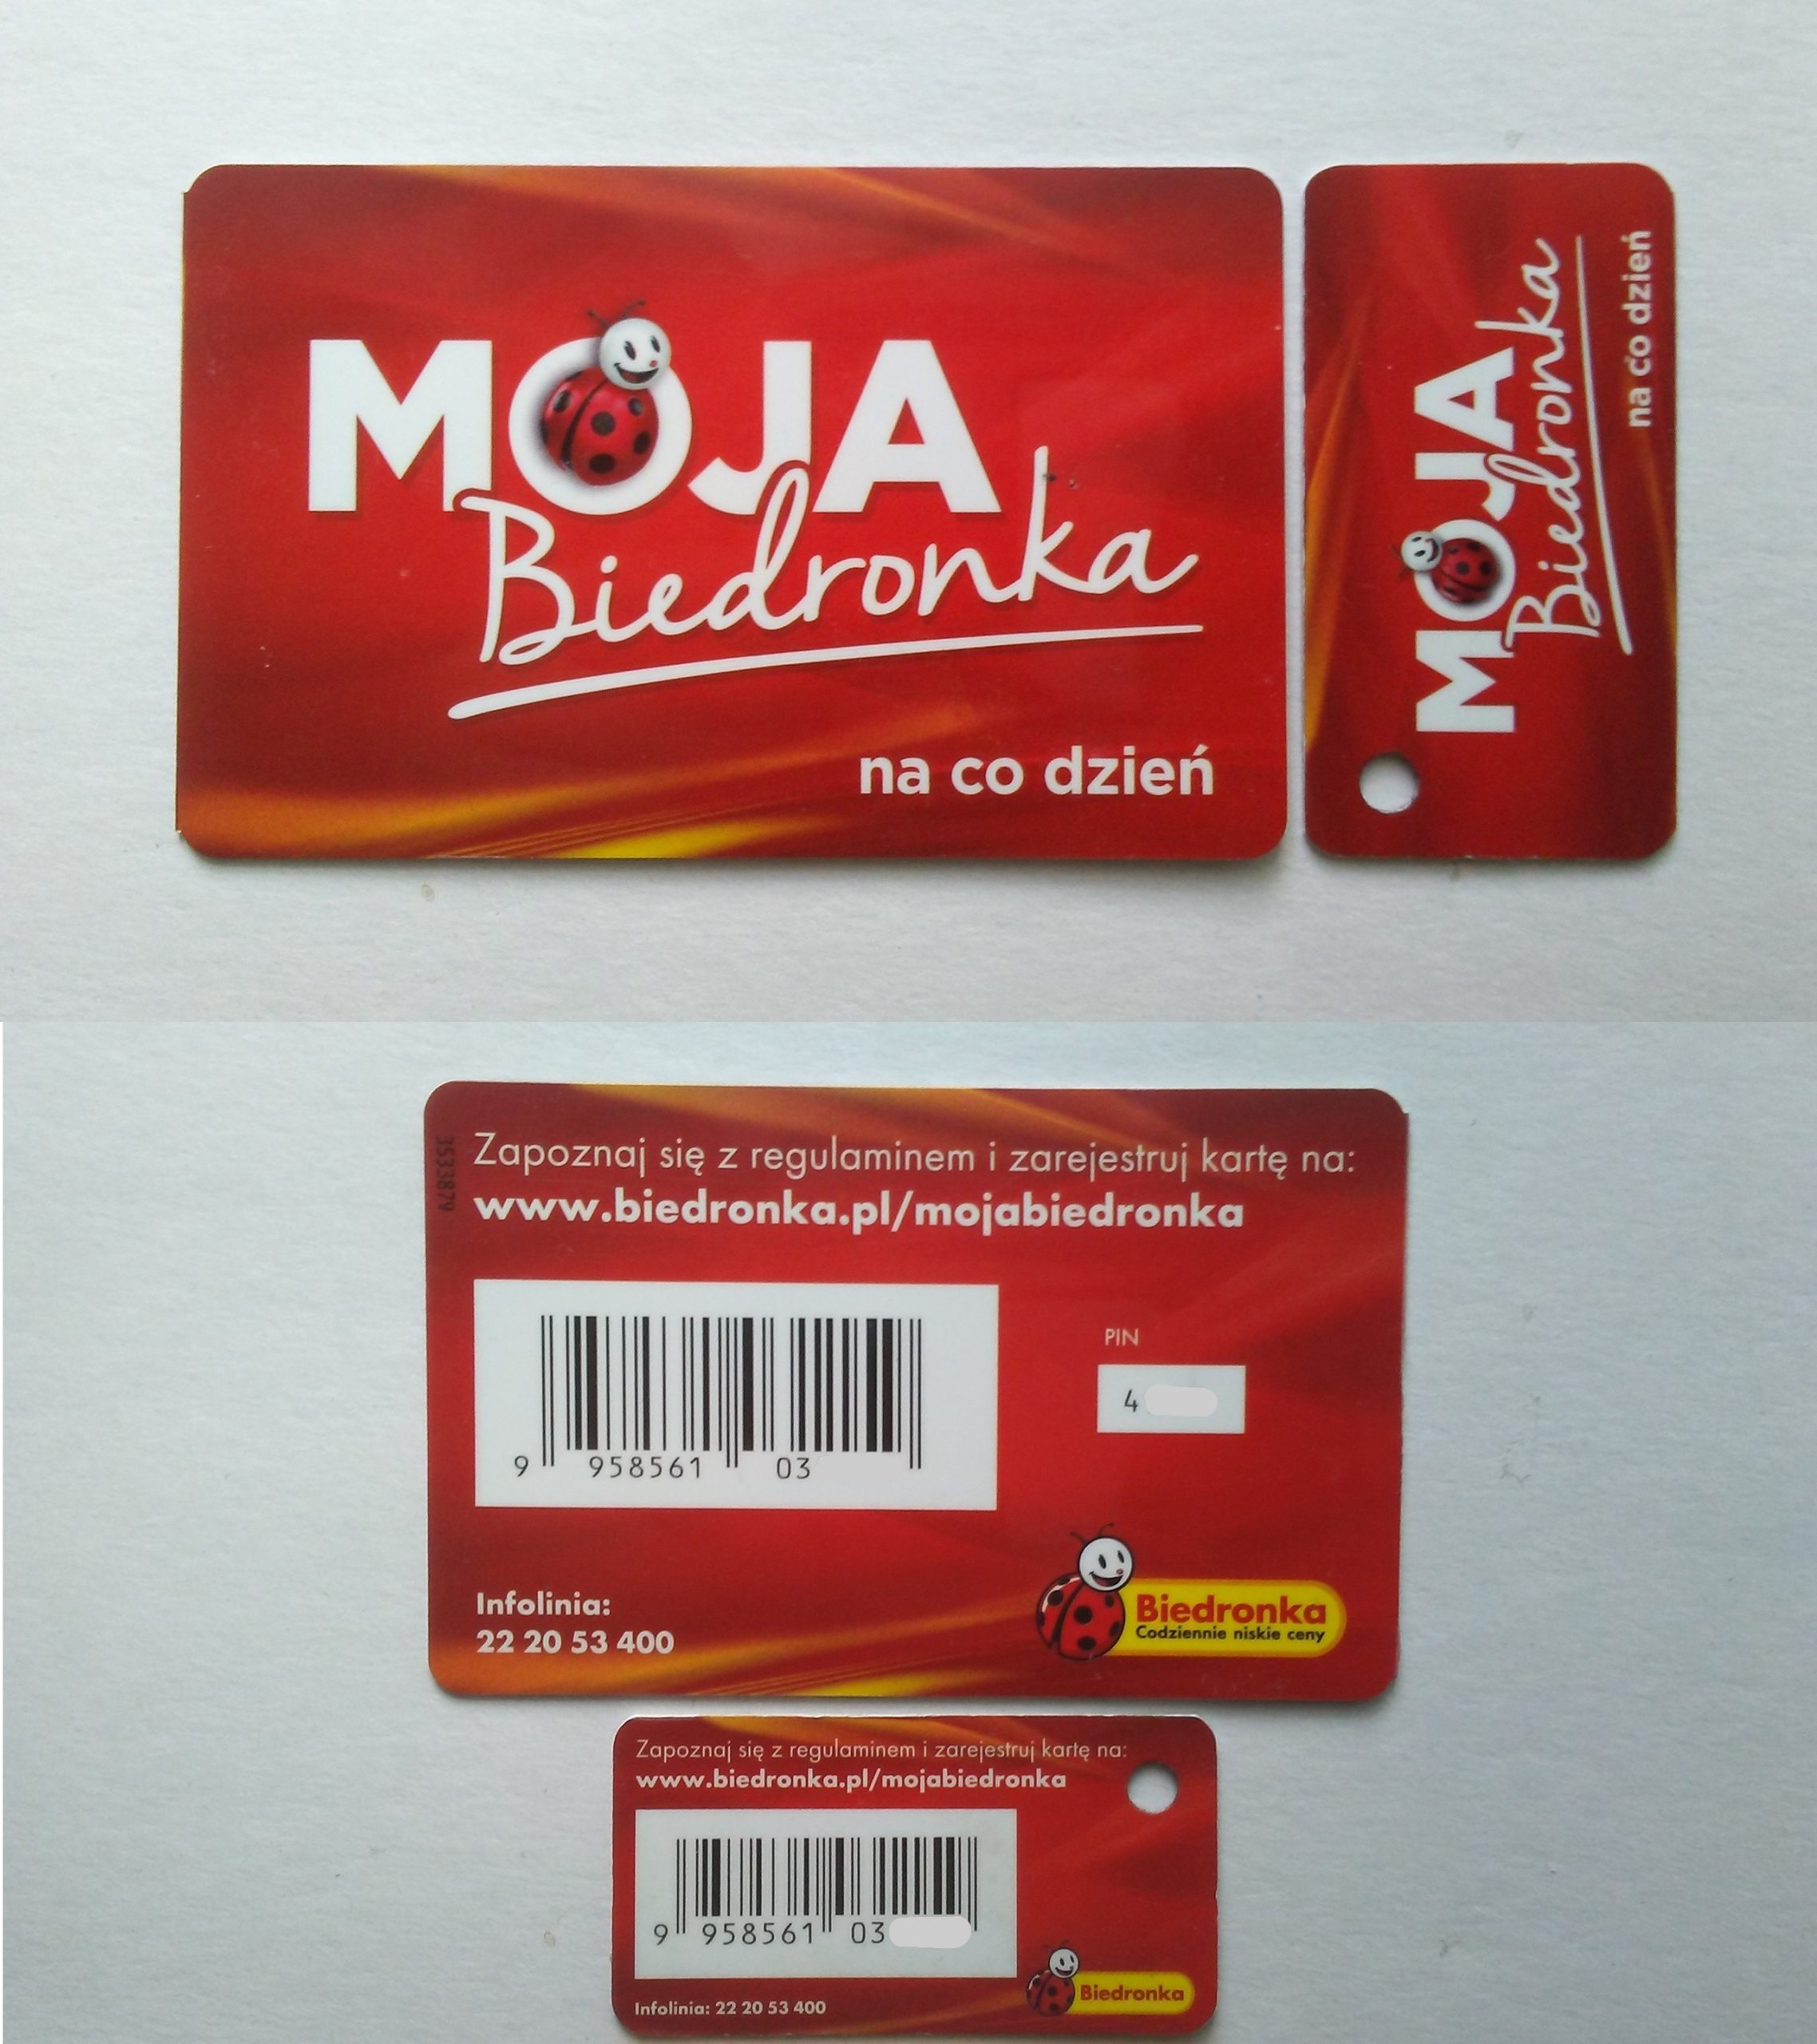 MOJA
Biedronka
na co dzień
MOJA
Biedronka
na co dzień
3533879
Zapoznaj się z regulaminem i zarejestruj kartę na:
www.biedronka.pl/mojabiedronka
PIN
4
9 958561 03
Infolinia:
22 20 53 400
Biedronka
Codziennie niskie ceny
Zapoznaj się z regulaminem i zarejestruj kartę na:
www.biedronka.pl/mojabiedronka
9 958561 03
Infolinia: 22 20 53 400
Biedronka